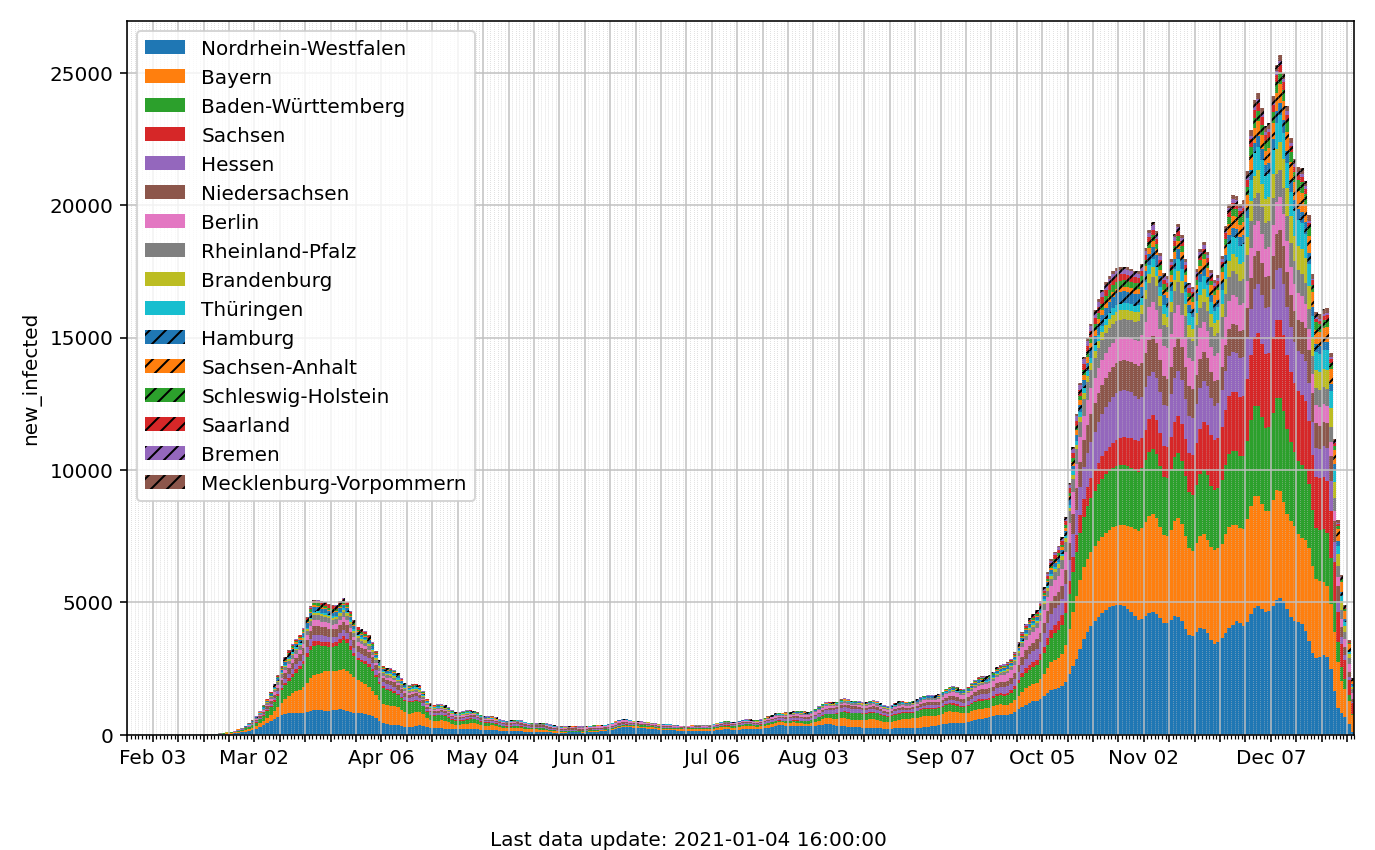 Nordrhein-Westfalen
Bayern
Baden-Württemberg
Sachsen
Hessen
Niedersachsen
Berlin
Rheinland-Pfalz
Brandenburg
Thüringen
Hamburg
Sachsen-Anhalt
Schleswig-Holstein
Saarland
Bremen
Mecklenburg-Vorpommern
new_infected
25000
20000
15000
10000
5000
0
Feb 03 Mar 02 Apr 06 May 04 Jun 01 Jul 06 Aug 03 Sep 07 Oct 05 Nov 02 Dec 07
Last data update: 2021-01-04 16:00:00